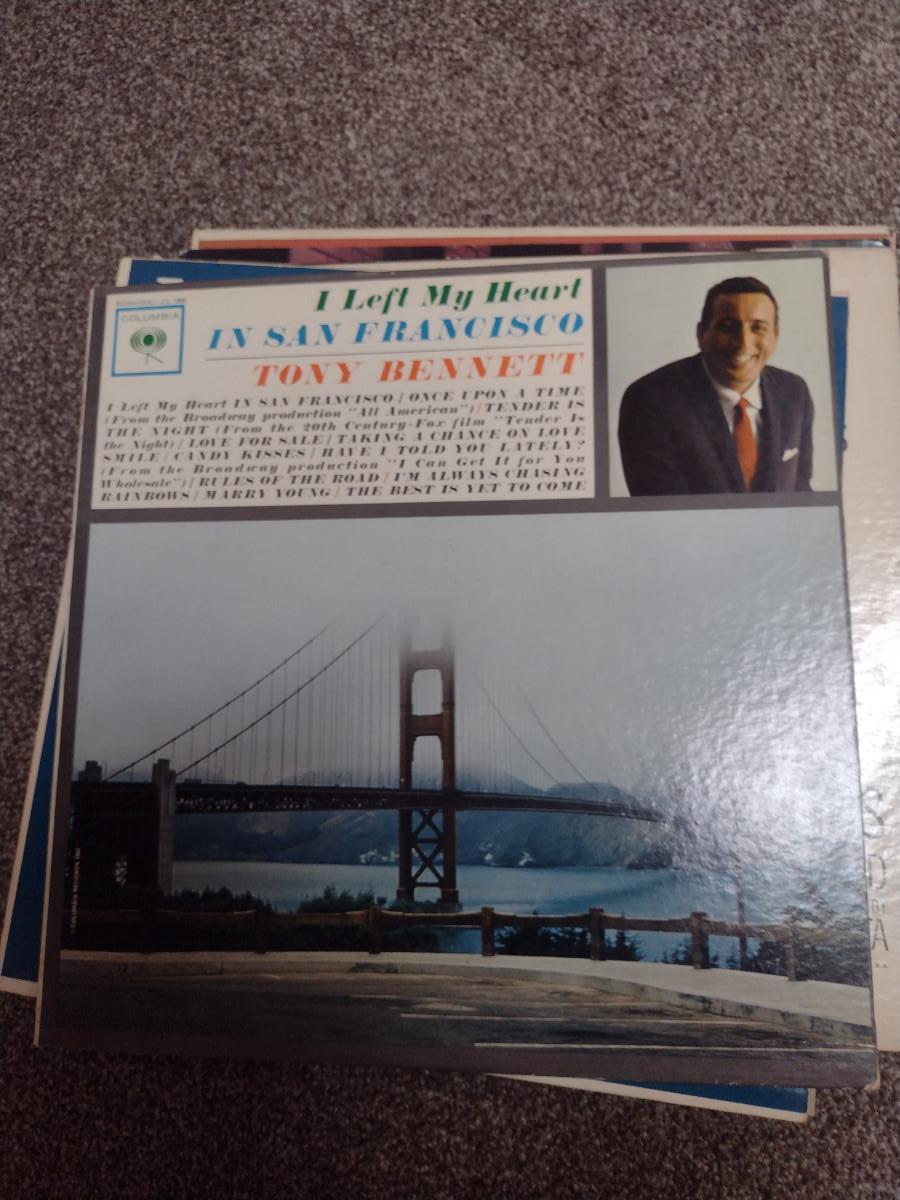 COLUMBIA
I Left My Heart
IN SAN FRANCISCO
TONY BENNETT
I Left My Heart IN SAN FRANCISCO / ONCE UPON A TIME
(From the Broadway production "All American") / TENDER IS
THE NIGHT (From the 20th Century-Fox film "Tender Is
the Night) / LOVE FOR SALE / TAKING A CHANCE ON LOVE
SMILE / CANDY KISSES / HAVE I TOLD YOU LATELY?
(From the Broadway production "I Can Get It for You
Wholesale") / RULES OF THE ROAD / I'M ALWAYS CHASING
RAINBOWS / MARRY YOUNG / THE BEST IS YET TO COME